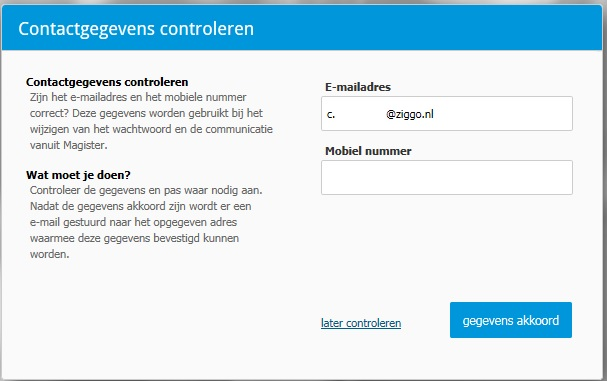 Contactgegevens controleren
Contactgegevens controleren
Zijn het e-mailadres en het mobiele nummer
correct? Deze gegevens worden gebruikt bij het
wijzigen van het wachtwoord en de communicatie
vanuit Magister.
Wat moet je doen?
Controleer de gegevens en pas waar nodig aan.
Nadat de gegevens akkoord zijn wordt er een
e-mail gestuurd naar het opgegeven adres
waarmee deze gegevens bevestigd kunnen
worden.
E-mailadres
c. @ziggo.nl
Mobiel nummer
later controleren
gegevens akkoord